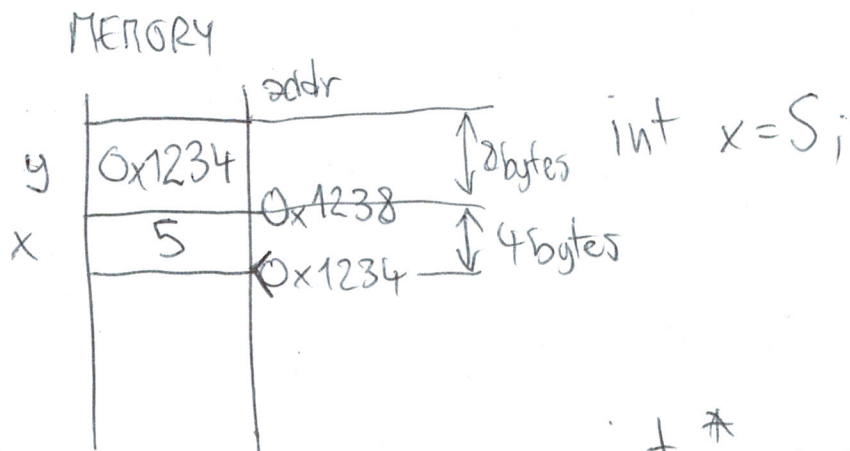 MEMORY
addr
y 0x1234 8bytes int x=5;
0x1238
x 5 4bytes
0x1234
*